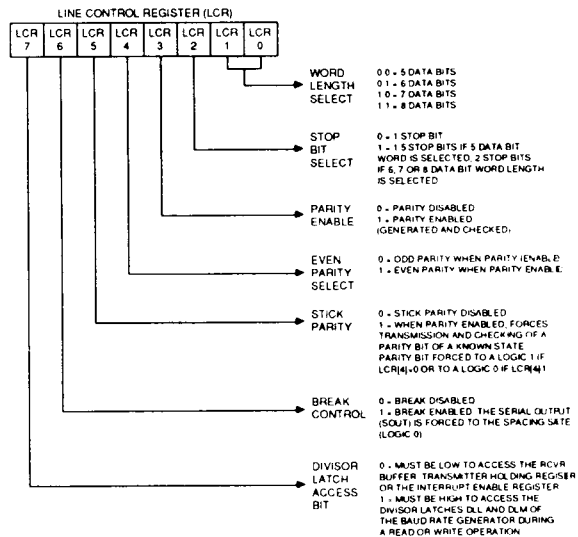 LINE CONTROL REGISTER (LCR)
LCR 7 LCR 6 LCR 5 LCR 4 LCR 3 LCR 2 LCR 1 LCR 0
WORD LENGTH SELECT
0 0 = 5 DATA BITS
0 1 = 6 DATA BITS
1 0 = 7 DATA BITS
1 1 = 8 DATA BITS
STOP BIT SELECT
0 = 1 STOP BIT
1 = 1 5 STOP BITS IF 5 DATA BIT
WORD IS SELECTED, 2 STOP BITS
IF 6, 7 OR 8 DATA BIT WORD LENGTH
IS SELECTED
PARITY ENABLE
0 = PARITY DISABLED
1 = PARITY ENABLED
(GENERATED AND CHECKED)
EVEN PARITY SELECT
0 = ODD PARITY WHEN PARITY IENABLE
1 = EVEN PARITY WHEN PARITY ENABLE
STICK PARITY
0 = STICK PARITY DISABLED
1 = WHEN PARITY ENABLED, FORCES
TRANSMISSION AND CHECKING OF A
PARITY BIT OF A KNOWN STATE
PARITY BIT FORCED TO A LOGIC 1 IF
LCR[4]=0 OR TO A LOGIC 0 IF LCR[4]1
BREAK CONTROL
0 = BREAK DISABLED
1 = BREAK ENABLED THE SERIAL OUTPUT
(SOUT) IS FORCED TO THE SPACING SATE
(LOGIC 0)
DIVISOR LATCH ACCESS BIT
0 = MUST BE LOW TO ACCESS THE RCVR
BUFFER TRANSMITTER HOLDING REGISER
OR THE INTERRUPT ENABLE REGISTER
1 = MUST BE HIGH TO ACCESS THE
DIVISOR LATCHES DLL AND DLM OF
THE BAUD RATE GENERATOR DURING
A READ OR WRITE OPERATION